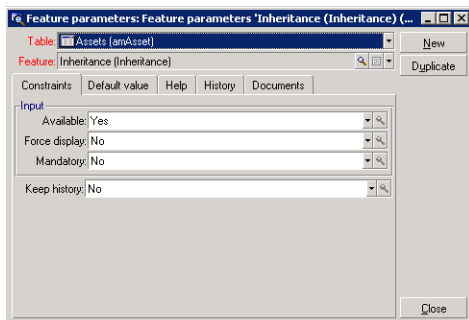 Feature parameters: Feature parameters 'Inheritance (Inheritance) (...
Table: Assets (amAsset)
New
Feature: Inheritance (Inheritance)
Duplicate
Constraints Default value Help History Documents
Input
Available: Yes
Force display: No
Mandatory: No
Keep history: No
Close